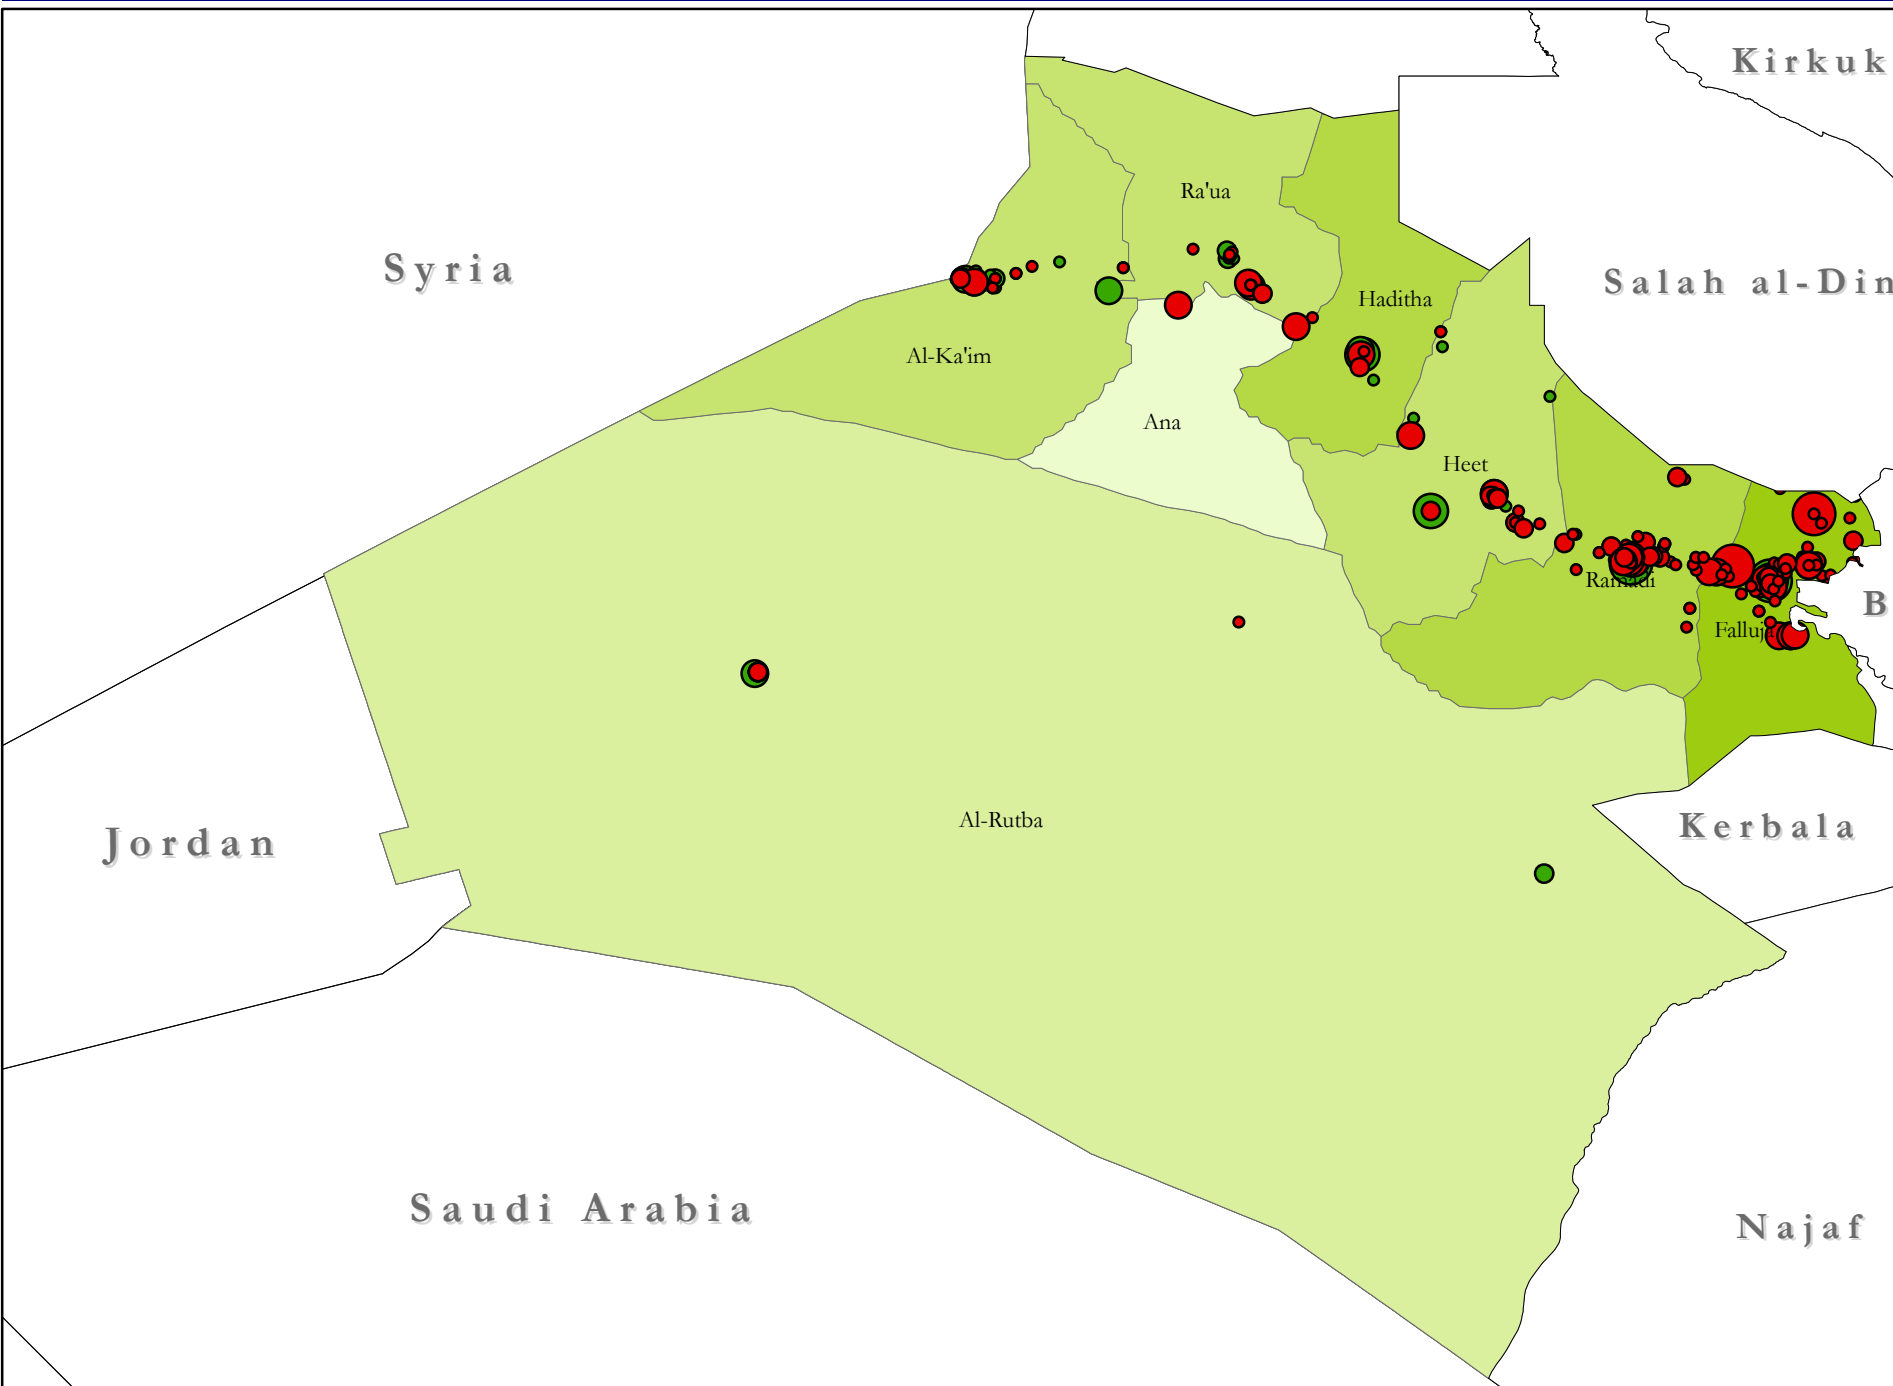 Kirkuk
Ra'ua
Syria
Salah al-Din
Haditha
Al-Ka'im
Ana
Heet
Ramadi
B
Falluja
Al-Rutba
Kerbala
Jordan
Saudi Arabia
Najaf